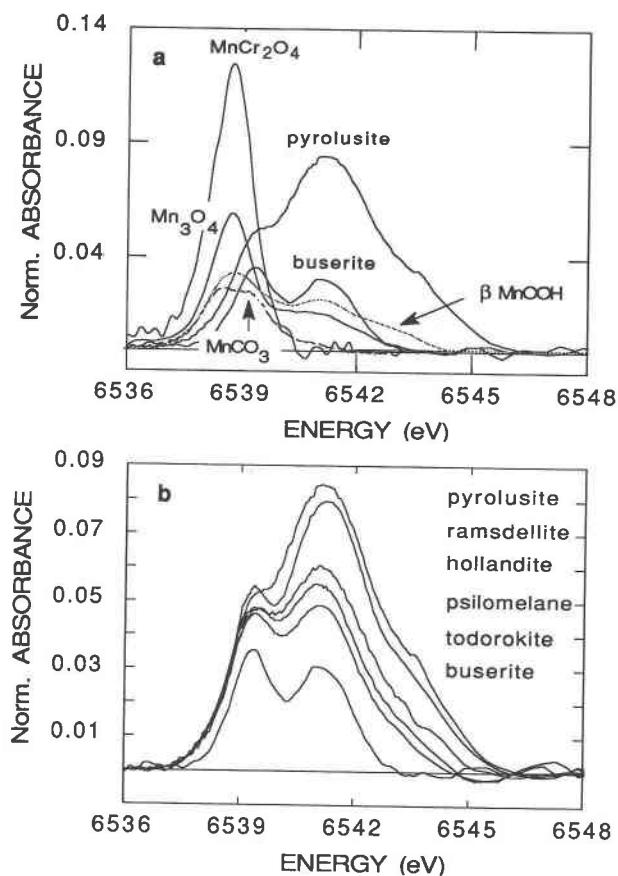 0.14
MnCr2O4
a
pyrolusite
0.09
Mn3O4
buserite
0.04
β MnOOH
MnCO3
Norm. ABSORBANCE
6536 6539 6542 6545 6548
ENERGY (eV)
0.09
b
pyrolusite
0.07
ramsdellite
hollandite
0.05
psilomelane
0.03
todorokite
buserite
0.01
Norm. ABSORBANCE
6536 6539 6542 6545 6548
ENERGY (eV)